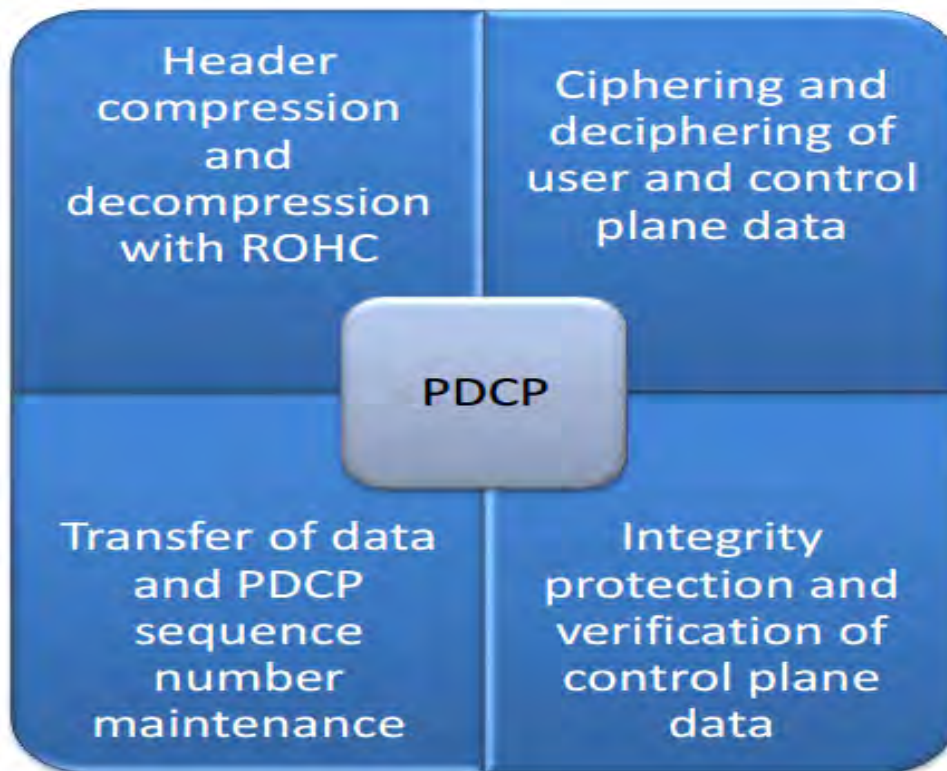 Header
compression
and
decompression
with ROHC
Ciphering and
deciphering of
user and control
plane data
PDCP
Transfer of data
and PDCP
sequence
number
maintenance
Integrity
protection and
verification of
control plane
data